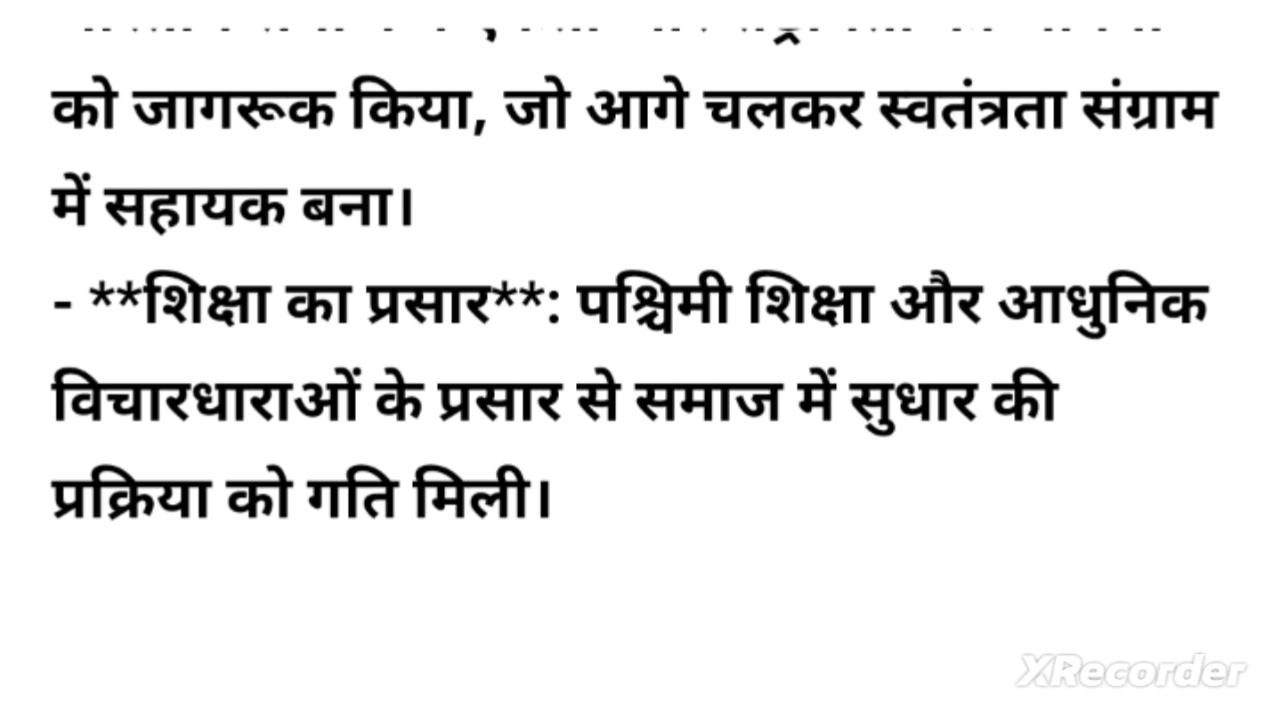 को जागरूक किया, जो आगे चलकर स्वतंत्रता संग्राम
में सहायक बना।
- **शिक्षा का प्रसार**: पश्चिमी शिक्षा और आधुनिक
विचारधाराओं के प्रसार से समाज में सुधार की
प्रक्रिया को गति मिली।
XRecorder